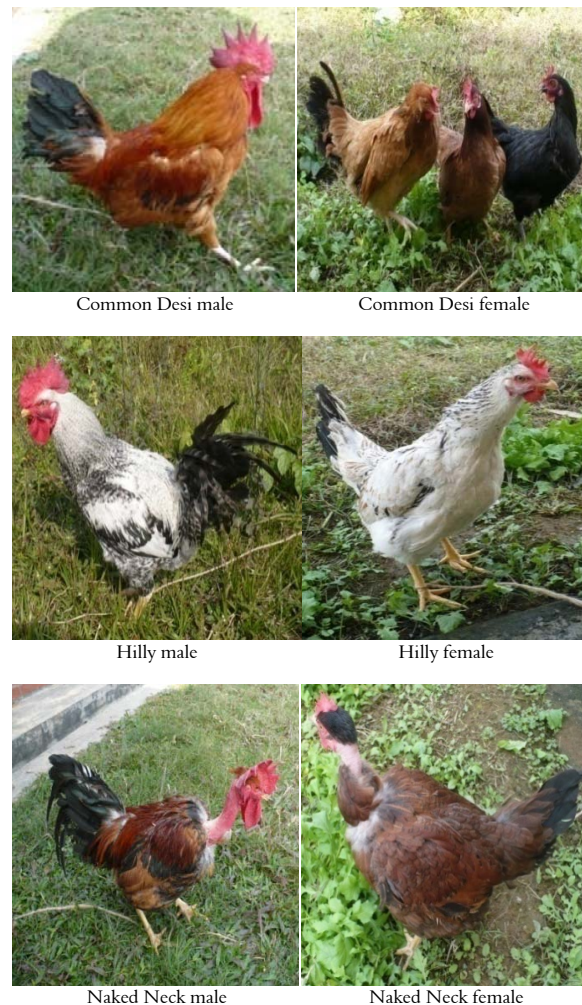 Common Desi male
Common Desi female
Hilly male
Hilly female
Naked Neck male
Naked Neck female